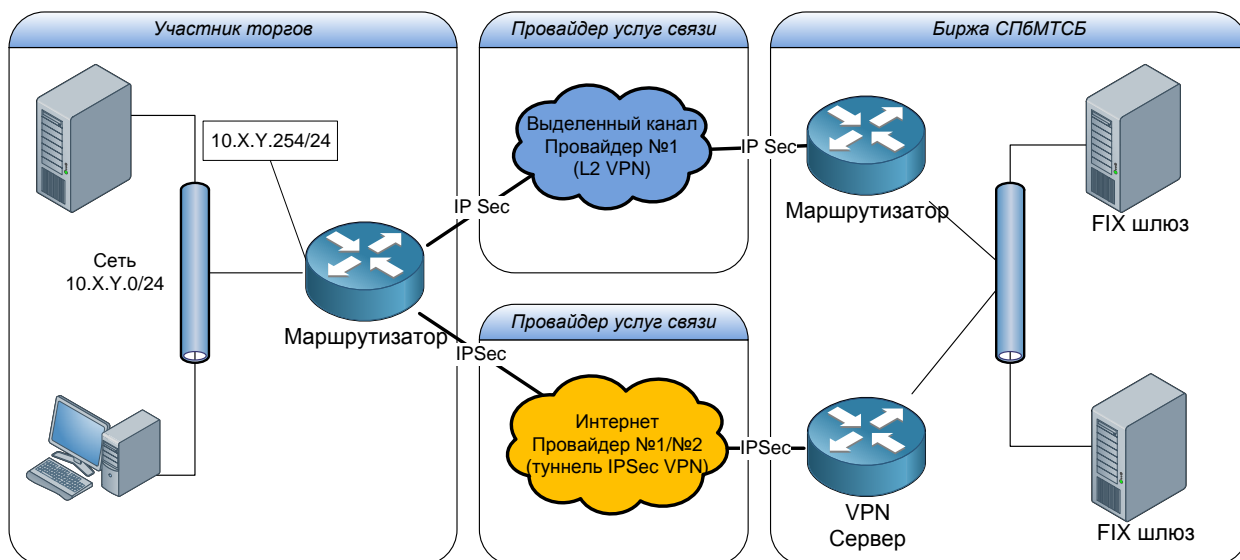 Участник торгов
Провайдер услуг связи
Биржа СПбМТСБ
10.X.Y.254/24
Сеть
10.X.Y.0/24
Маршрутизатор
IP Sec
Выделенный канал
Провайдер №1
(L2 VPN)
IP Sec
Маршрутизатор
FIX шлюз
Провайдер услуг связи
IPSec
Интернет
Провайдер №1/№2
(туннель IPSec VPN)
IPSec
VPN
Сервер
FIX шлюз